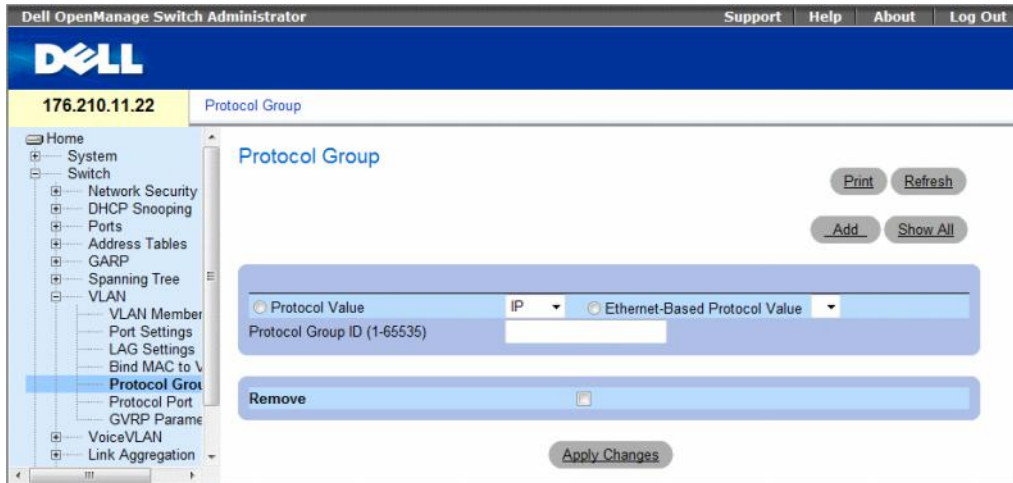 Dell OpenManage Switch Administrator
Support Help About Log Out
DELL
176.210.11.22
Protocol Group
Home
System
Switch
Network Security
DHCP Snooping
Ports
Address Tables
GARP
Spanning Tree
VLAN
VLAN Member
Port Settings
LAG Settings
Bind MAC to V
Protocol Grou
Protocol Port
GVRP Parame
VoiceVLAN
Link Aggregation
Protocol Group
Print Refresh
Add Show All
Protocol Value IP Ethernet-Based Protocol Value
Protocol Group ID (1-65535)
Remove
Apply Changes